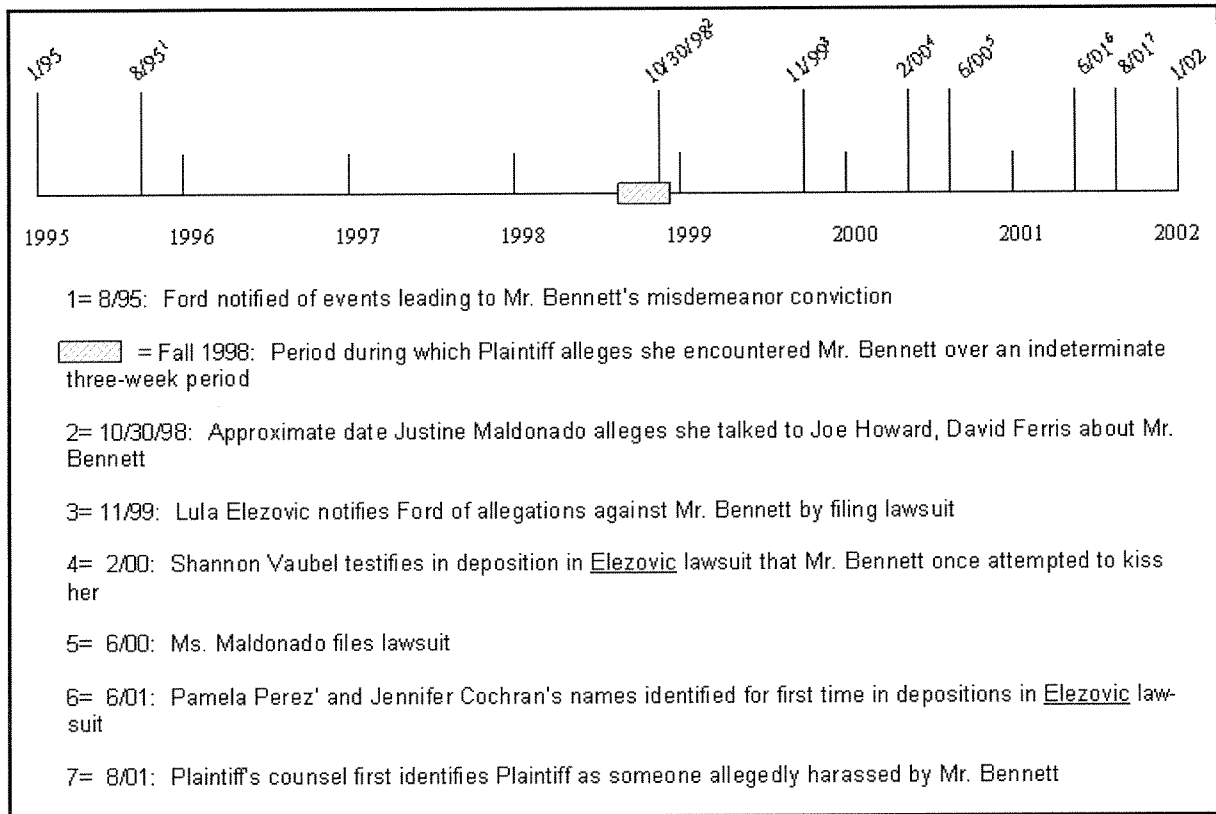 1/95 8/95¹ 10/30/98² 11/99³ 2/00⁴ 6/00⁵ 6/01⁶ 8/01⁷ 1/02
1995 1996 1997 1998 1999 2000 2001 2002
1= 8/95: Ford notified of events leading to Mr. Bennett's misdemeanor conviction
= Fall 1998: Period during which Plaintiff alleges she encountered Mr. Bennett over an indeterminate
three-week period
2= 10/30/98: Approximate date Justine Maldonado alleges she talked to Joe Howard, David Ferris about Mr.
Bennett
3= 11/99: Lula Elezovic notifies Ford of allegations against Mr. Bennett by filing lawsuit
4= 2/00: Shannon Vaubel testifies in deposition in Elezovic lawsuit that Mr. Bennett once attempted to kiss
her
5= 6/00: Ms. Maldonado files lawsuit
6= 6/01: Pamela Perez' and Jennifer Cochran's names identified for first time in depositions in Elezovic law-
suit
7= 8/01: Plaintiff's counsel first identifies Plaintiff as someone allegedly harassed by Mr. Bennett